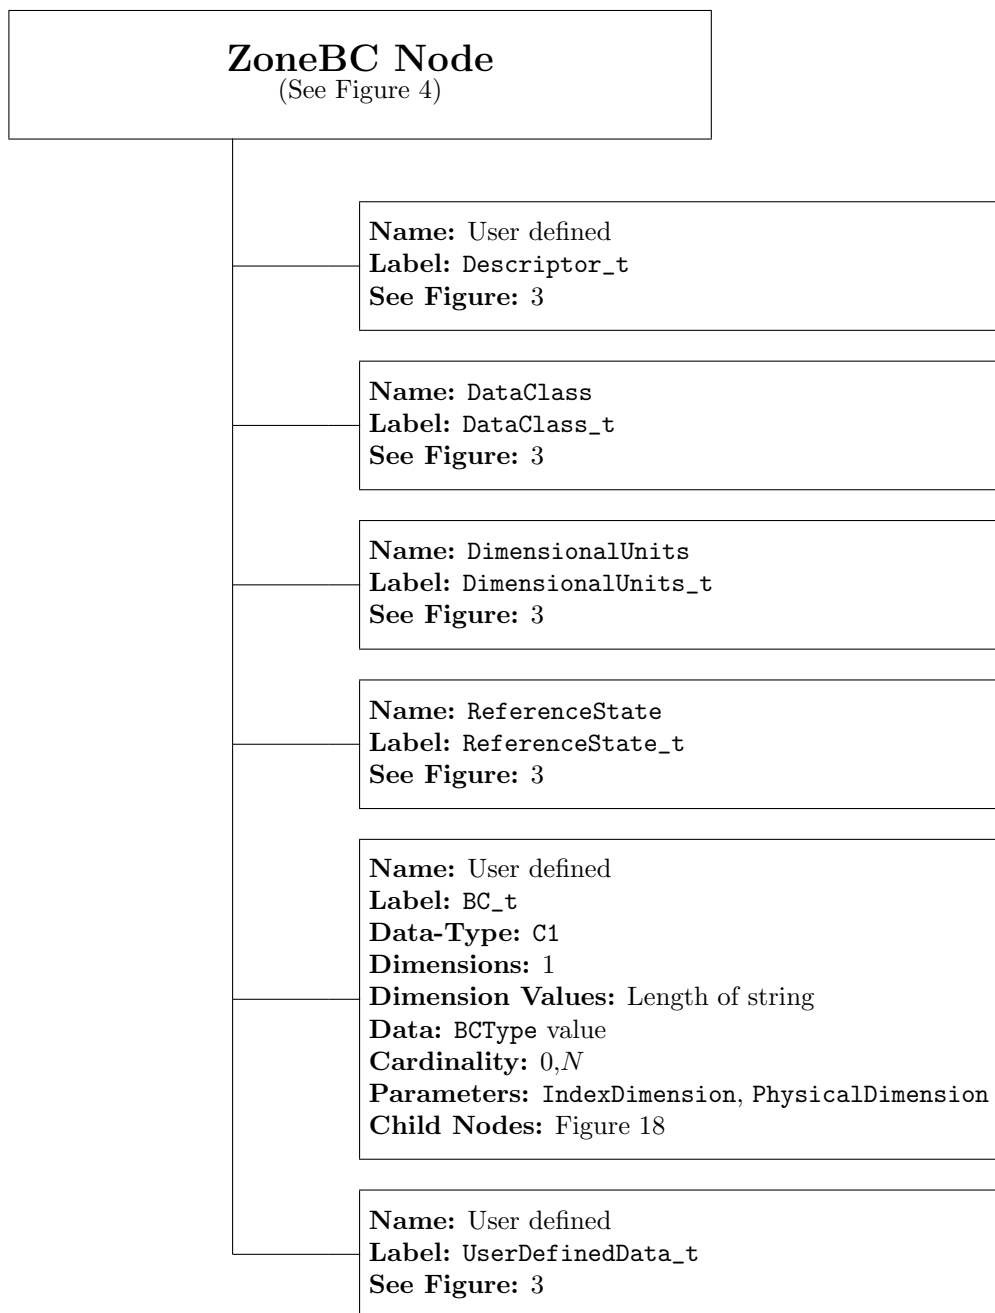 ZoneBC Node
(See Figure 4)
Name: User defined
Label: Descriptor_t
See Figure: 3
Name: DataClass
Label: DataClass_t
See Figure: 3
Name: DimensionalUnits
Label: DimensionalUnits_t
See Figure: 3
Name: ReferenceState
Label: ReferenceState_t
See Figure: 3
Name: User defined
Label: BC_t
Data-Type: C1
Dimensions: 1
Dimension Values: Length of string
Data: BCType value
Cardinality: 0,N
Parameters: IndexDimension, PhysicalDimension
Child Nodes: Figure 18
Name: User defined
Label: UserDefinedData_t
See Figure: 3